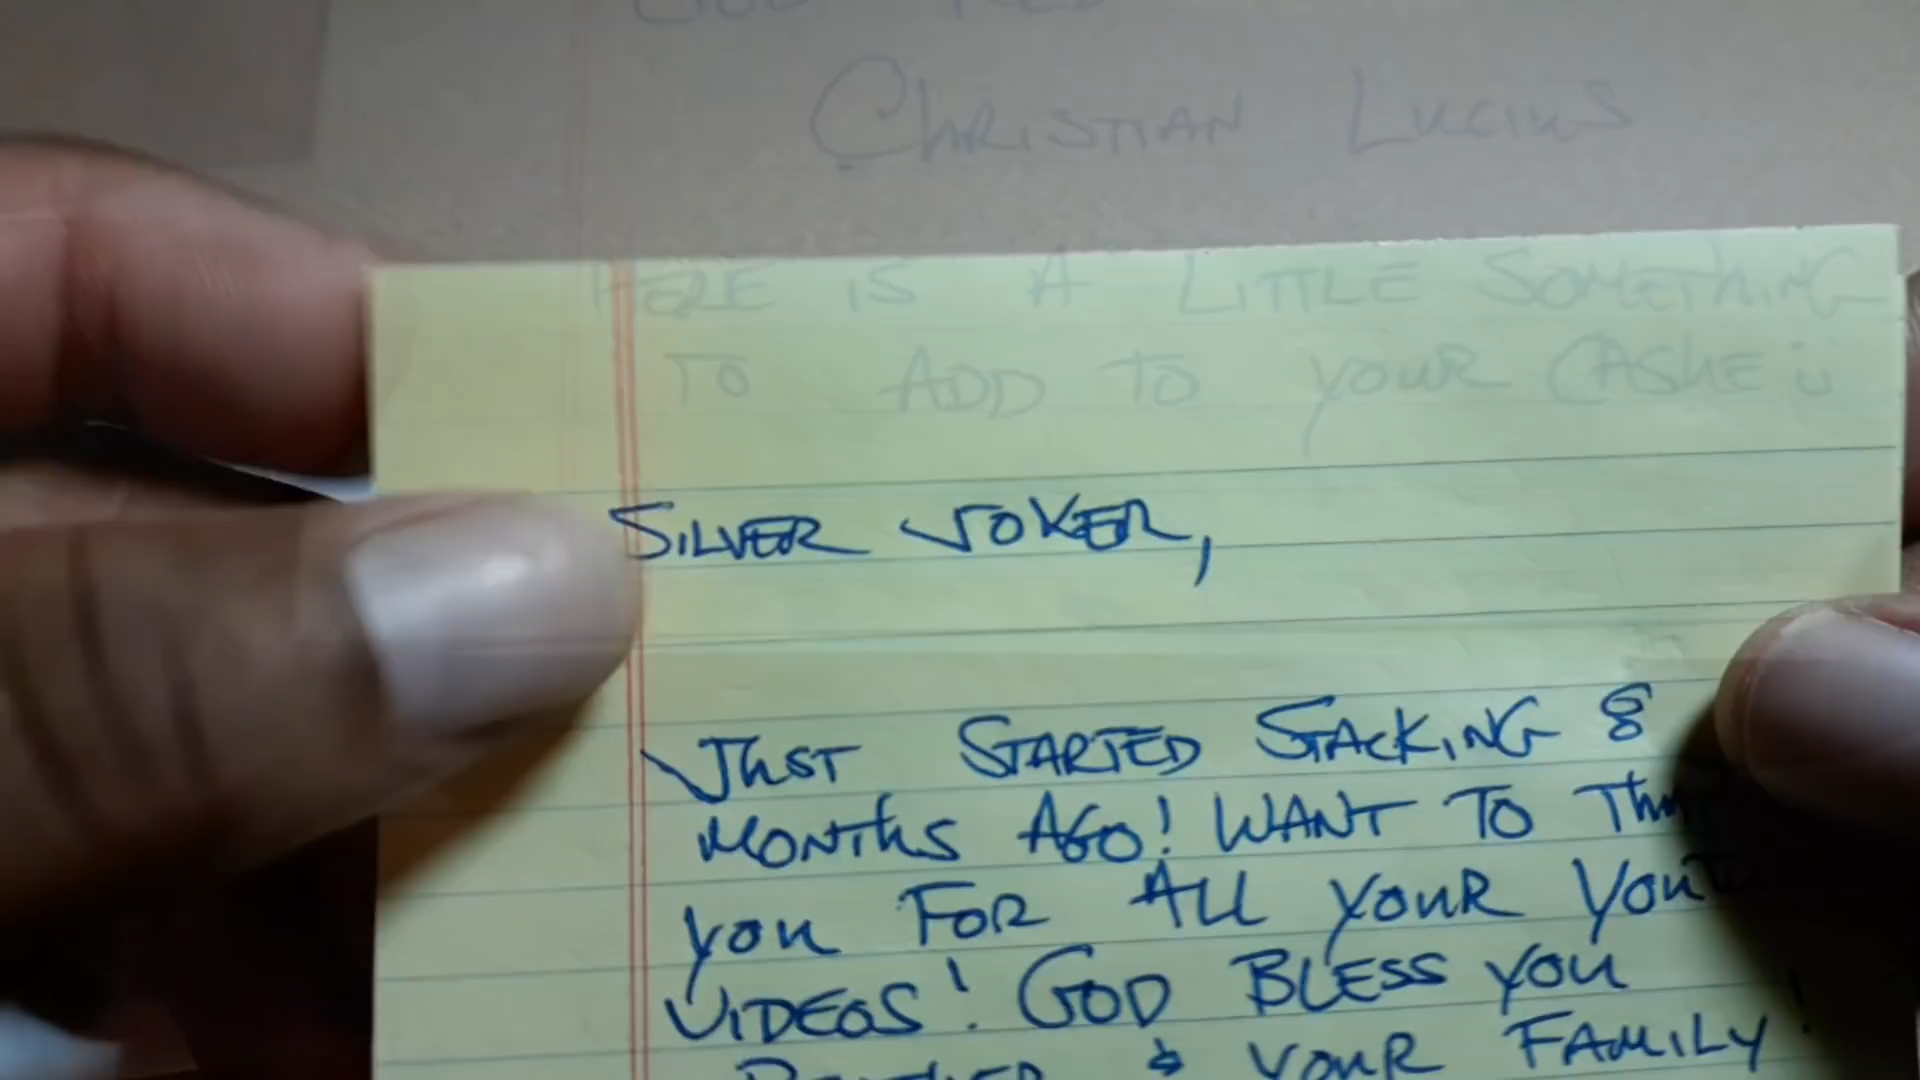 GOD
CHRISTIAN LUCIUS
HERE IS A LITTLE SOMETHING
TO ADD TO YOUR CASHE ü
SILVER JOKER,
JUST STARTED STACKING 8
MONTHS AGO! WANT TO
YOU FOR ALL YOUR
VIDEOS! GOD BLESS YOU
& YOUR FAMILY!